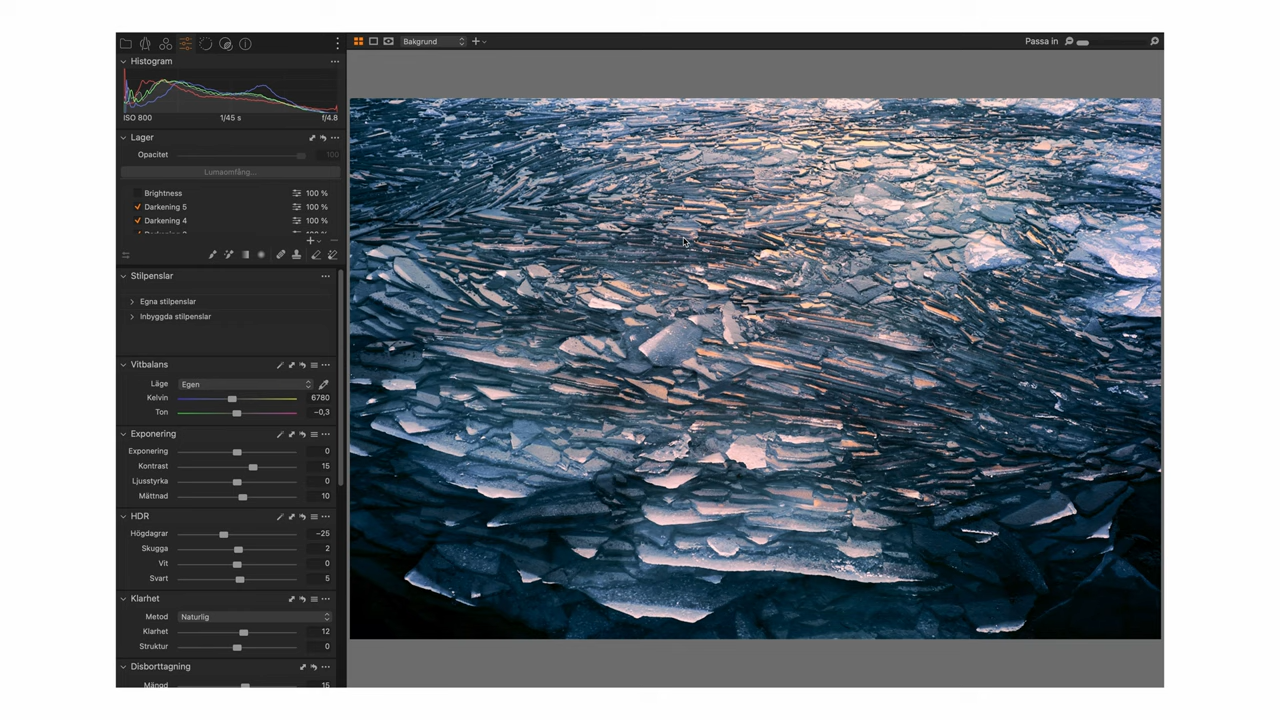 Bakgrund
Passa in
Histogram
ISO 800 1/45 s f/4.8
Lager
Opacitet 100
Lumaomfång...
Brightness 100 %
Darkening 5 100 %
Darkening 4 100 %
Stilpenslar
Egna stilpenslar
Inbyggda stilpenslar
Vitbalans
Läge Egen
Kelvin 6780
Ton −0,3
Exponering
Exponering 0
Kontrast 15
Ljusstyrka 0
Mättnad 10
HDR
Högdagrar −25
Skugga 2
Vit 0
Svart 5
Klarhet
Metod Naturlig
Klarhet 12
Struktur 0
Disborttagning
Mängd 15